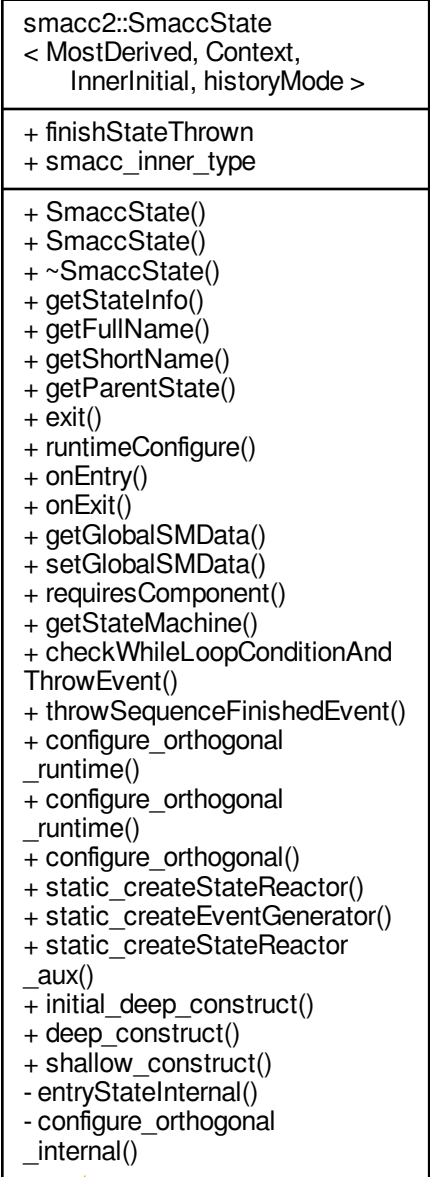 smacc2::SmaccState
< MostDerived, Context,
InnerInitial, historyMode >
+ finishStateThrown
+ smacc_inner_type
+ SmaccState()
+ SmaccState()
+ ~SmaccState()
+ getStateInfo()
+ getFullName()
+ getShortName()
+ getParentState()
+ exit()
+ runtimeConfigure()
+ onEntry()
+ onExit()
+ getGlobalSMData()
+ setGlobalSMData()
+ requiresComponent()
+ getStateMachine()
+ checkWhileLoopConditionAnd
ThrowEvent()
+ throwSequenceFinishedEvent()
+ configure_orthogonal
_runtime()
+ configure_orthogonal
_runtime()
+ configure_orthogonal()
+ static_createStateReactor()
+ static_createEventGenerator()
+ static_createStateReactor
_aux()
+ initial_deep_construct()
+ deep_construct()
+ shallow_construct()
- entryStateInternal()
- configure_orthogonal
_internal()